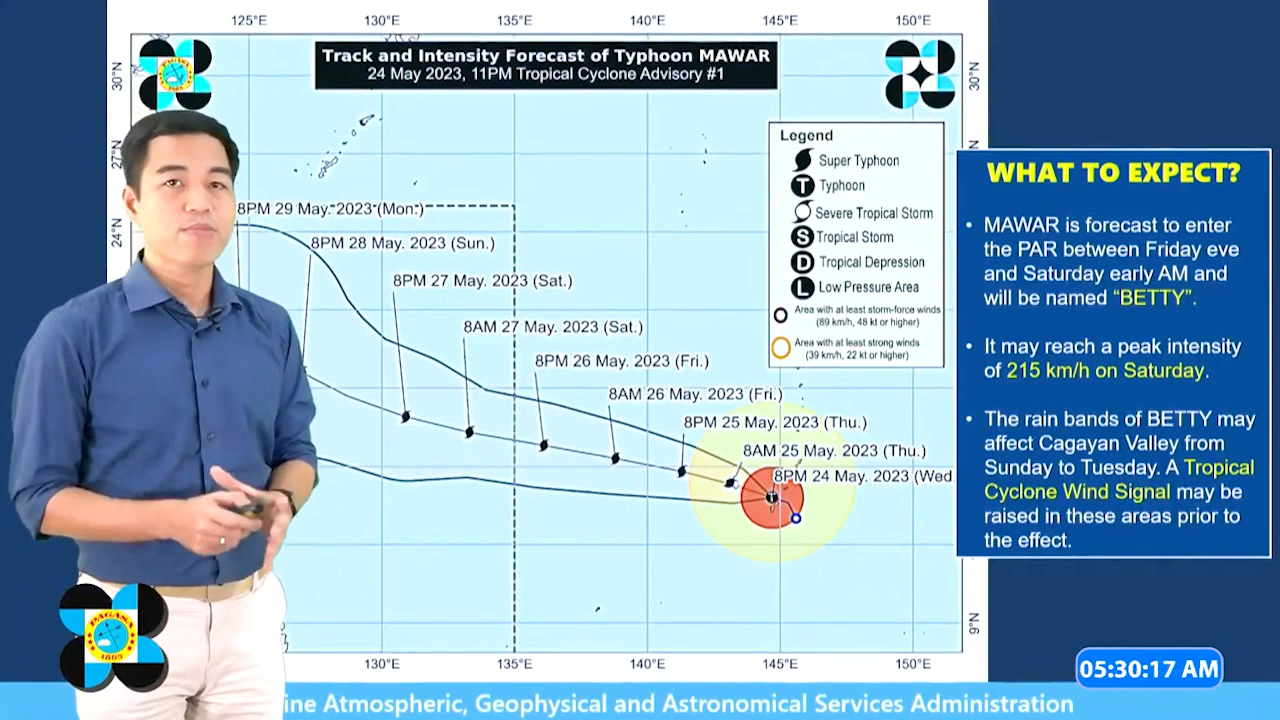 125°E 130°E 135°E 140°E 145°E 150°E
Track and Intensity Forecast of Typhoon MAWAR
24 May 2023, 11PM Tropical Cyclone Advisory #1
PAGASA
30°N
30°N
27°N
24°N
N
9°N
Legend
Super Typhoon
T Typhoon
Severe Tropical Storm
S Tropical Storm
D Tropical Depression
L Low Pressure Area
Area with at least storm-force winds
(89 km/h, 48 kt or higher)
Area with at least strong winds
(39 km/h, 22 kt or higher)
8PM 29 May. 2023 (Mon.)
8PM 28 May. 2023 (Sun.)
8PM 27 May. 2023 (Sat.)
8AM 27 May. 2023 (Sat.)
8PM 26 May. 2023 (Fri.)
8AM 26 May. 2023 (Fri.)
8PM 25 May. 2023 (Thu.)
8AM 25 May. 2023 (Thu.)
8PM 24 May. 2023 (Wed
T
130°E 135°E 140°E 145°E 150°E
WHAT TO EXPECT?
• MAWAR is forecast to enter
the PAR between Friday eve
and Saturday early AM and
will be named “BETTY”.
• It may reach a peak intensity
of 215 km/h on Saturday.
• The rain bands of BETTY may
affect Cagayan Valley from
Sunday to Tuesday. A Tropical
Cyclone Wind Signal may be
raised in these areas prior to
the effect.
PAGASA
1865
05:30:17 AM
ine Atmospheric, Geophysical and Astronomical Services Administration